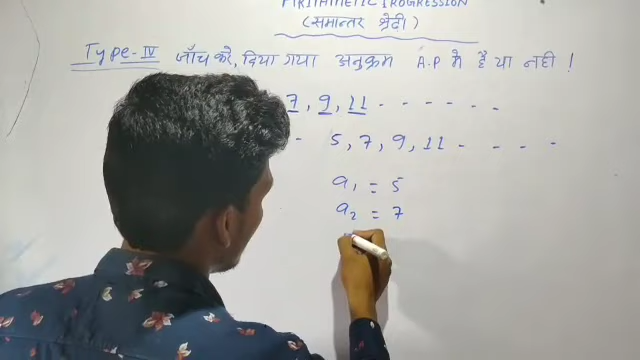 ARITHMETIC PROGRESSION
(समान्तर श्रेढी)
Type-IV जाँच करे, दिया गया अनुक्रम A.P मे है या नही !
7, 9, 11 - - - - - - -
- 5, 7, 9, 11 - - - -
a₁ = 5
a₂ = 7